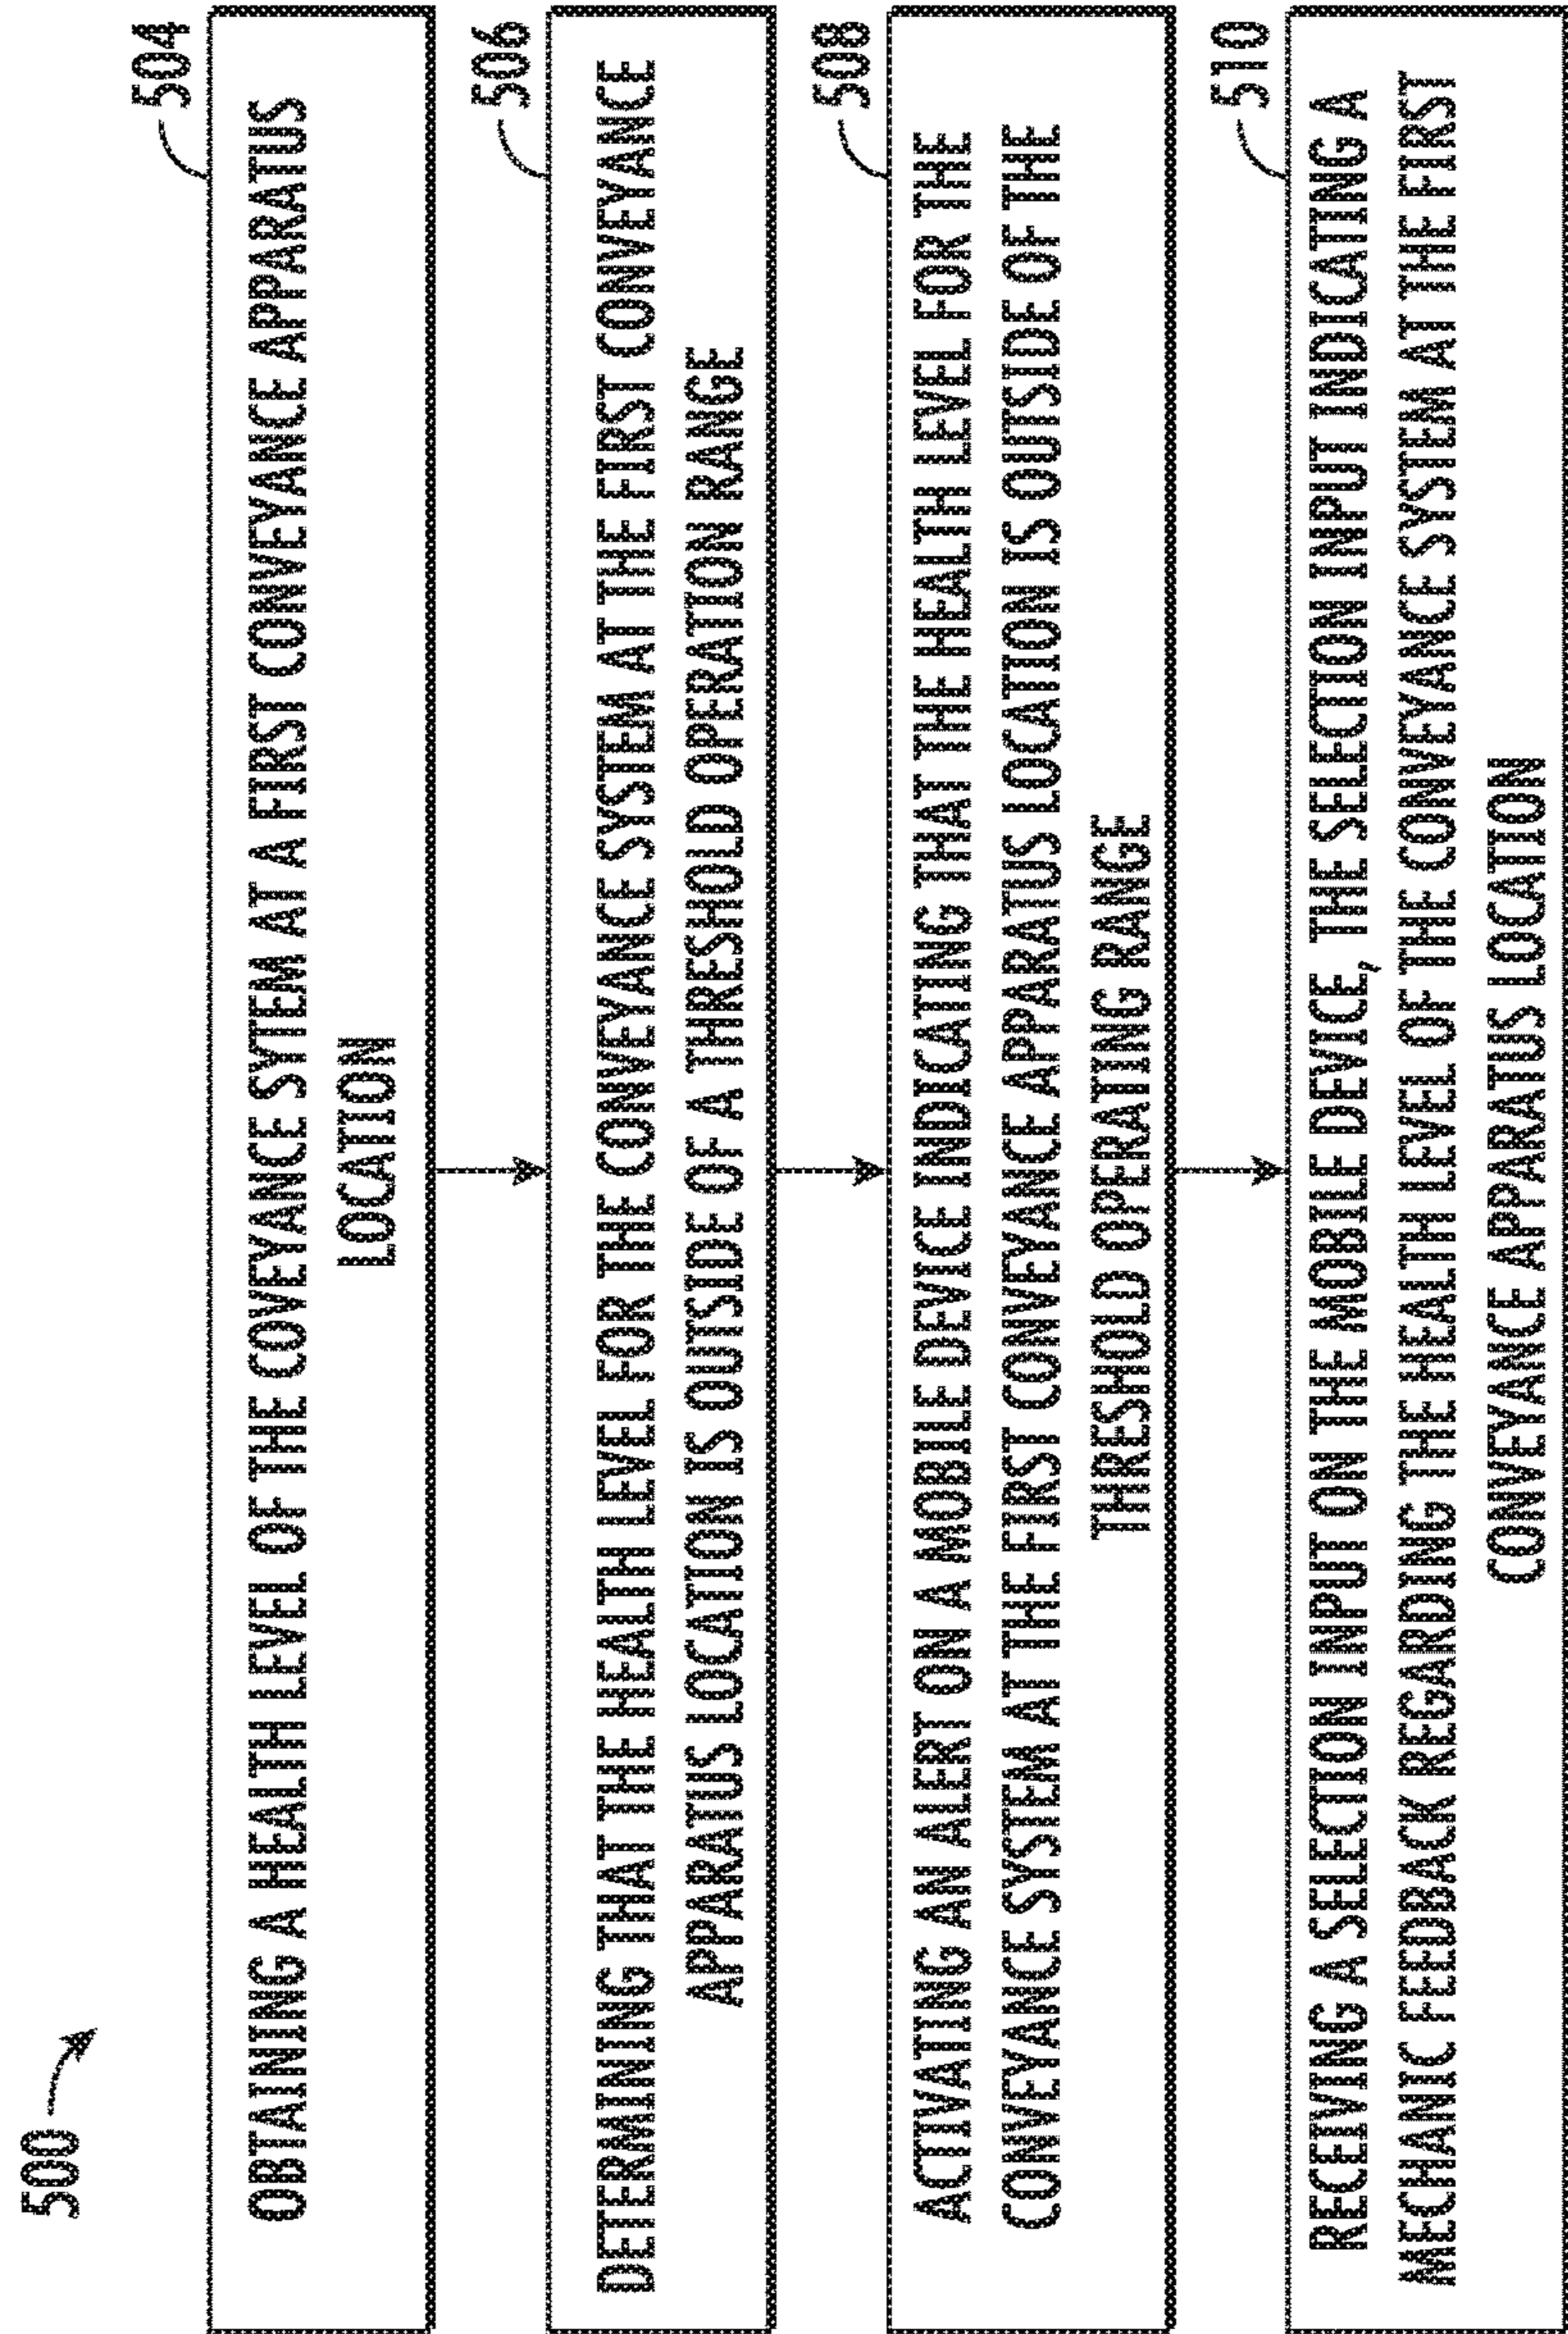 500
504
OBTAINING A HEALTH LEVEL OF THE COVEYANCE SYTEM AT A FIRST CONVEYANCE APPARATUS
LOCATION
506
DETERMINING THAT THE HEALTH LEVEL FOR THE CONVEYANCE SYSTEM AT THE FIRST CONVEYANCE
APPARATUS LOCATION IS OUTSIDE OF A THRESHOLD OPERATION RANGE
508
ACTIVATING AN ALERT ON A MOBILE DEVICE INDICATING THAT THE HEALTH LEVEL FOR THE
CONVEYANCE SYSTEM AT THE FIRST CONVEYANCE APPARATUS LOCATION IS OUTSIDE OF THE
THRESHOLD OPERATING RANGE
510
RECEIVING A SELECTION INPUT ON THE MOBILE DEVICE, THE SELECTION INPUT INDICATING A
MECHANIC FEEDBACK REGARDING THE HEALTH LEVEL OF THE CONVEYANCE SYSTEM AT THE FIRST
CONVEYANCE APPARATUS LOCATION